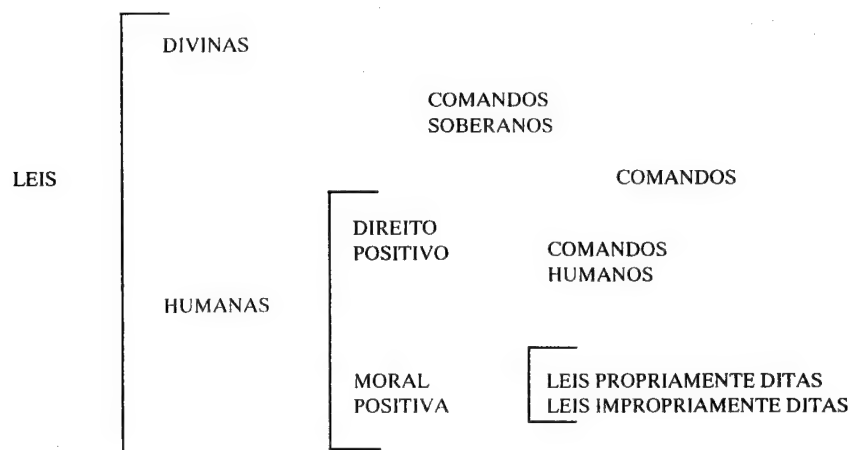 DIVINAS
COMANDOS
SOBERANOS
LEIS
COMANDOS
DIREITO
POSITIVO
COMANDOS
HUMANOS
HUMANAS
MORAL
POSITIVA
LEIS PROPRIAMENTE DITAS
LEIS IMPROPRIAMENTE DITAS